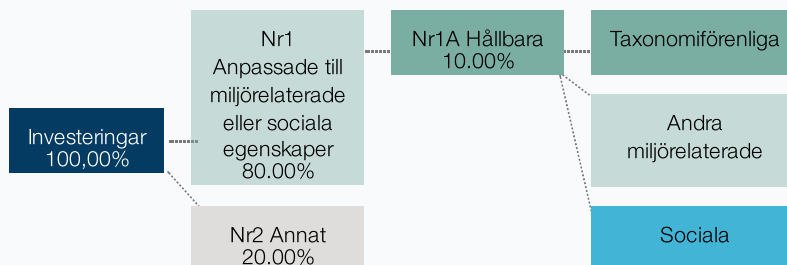 Investeringar
100,00%
Nr1
Anpassade till
miljörelaterade
eller sociala
egenskaper
80.00%
Nr2 Annat
20.00%
Nr1A Hållbara
10.00%
Taxonomiförenliga
Andra
miljörelaterade
Sociala